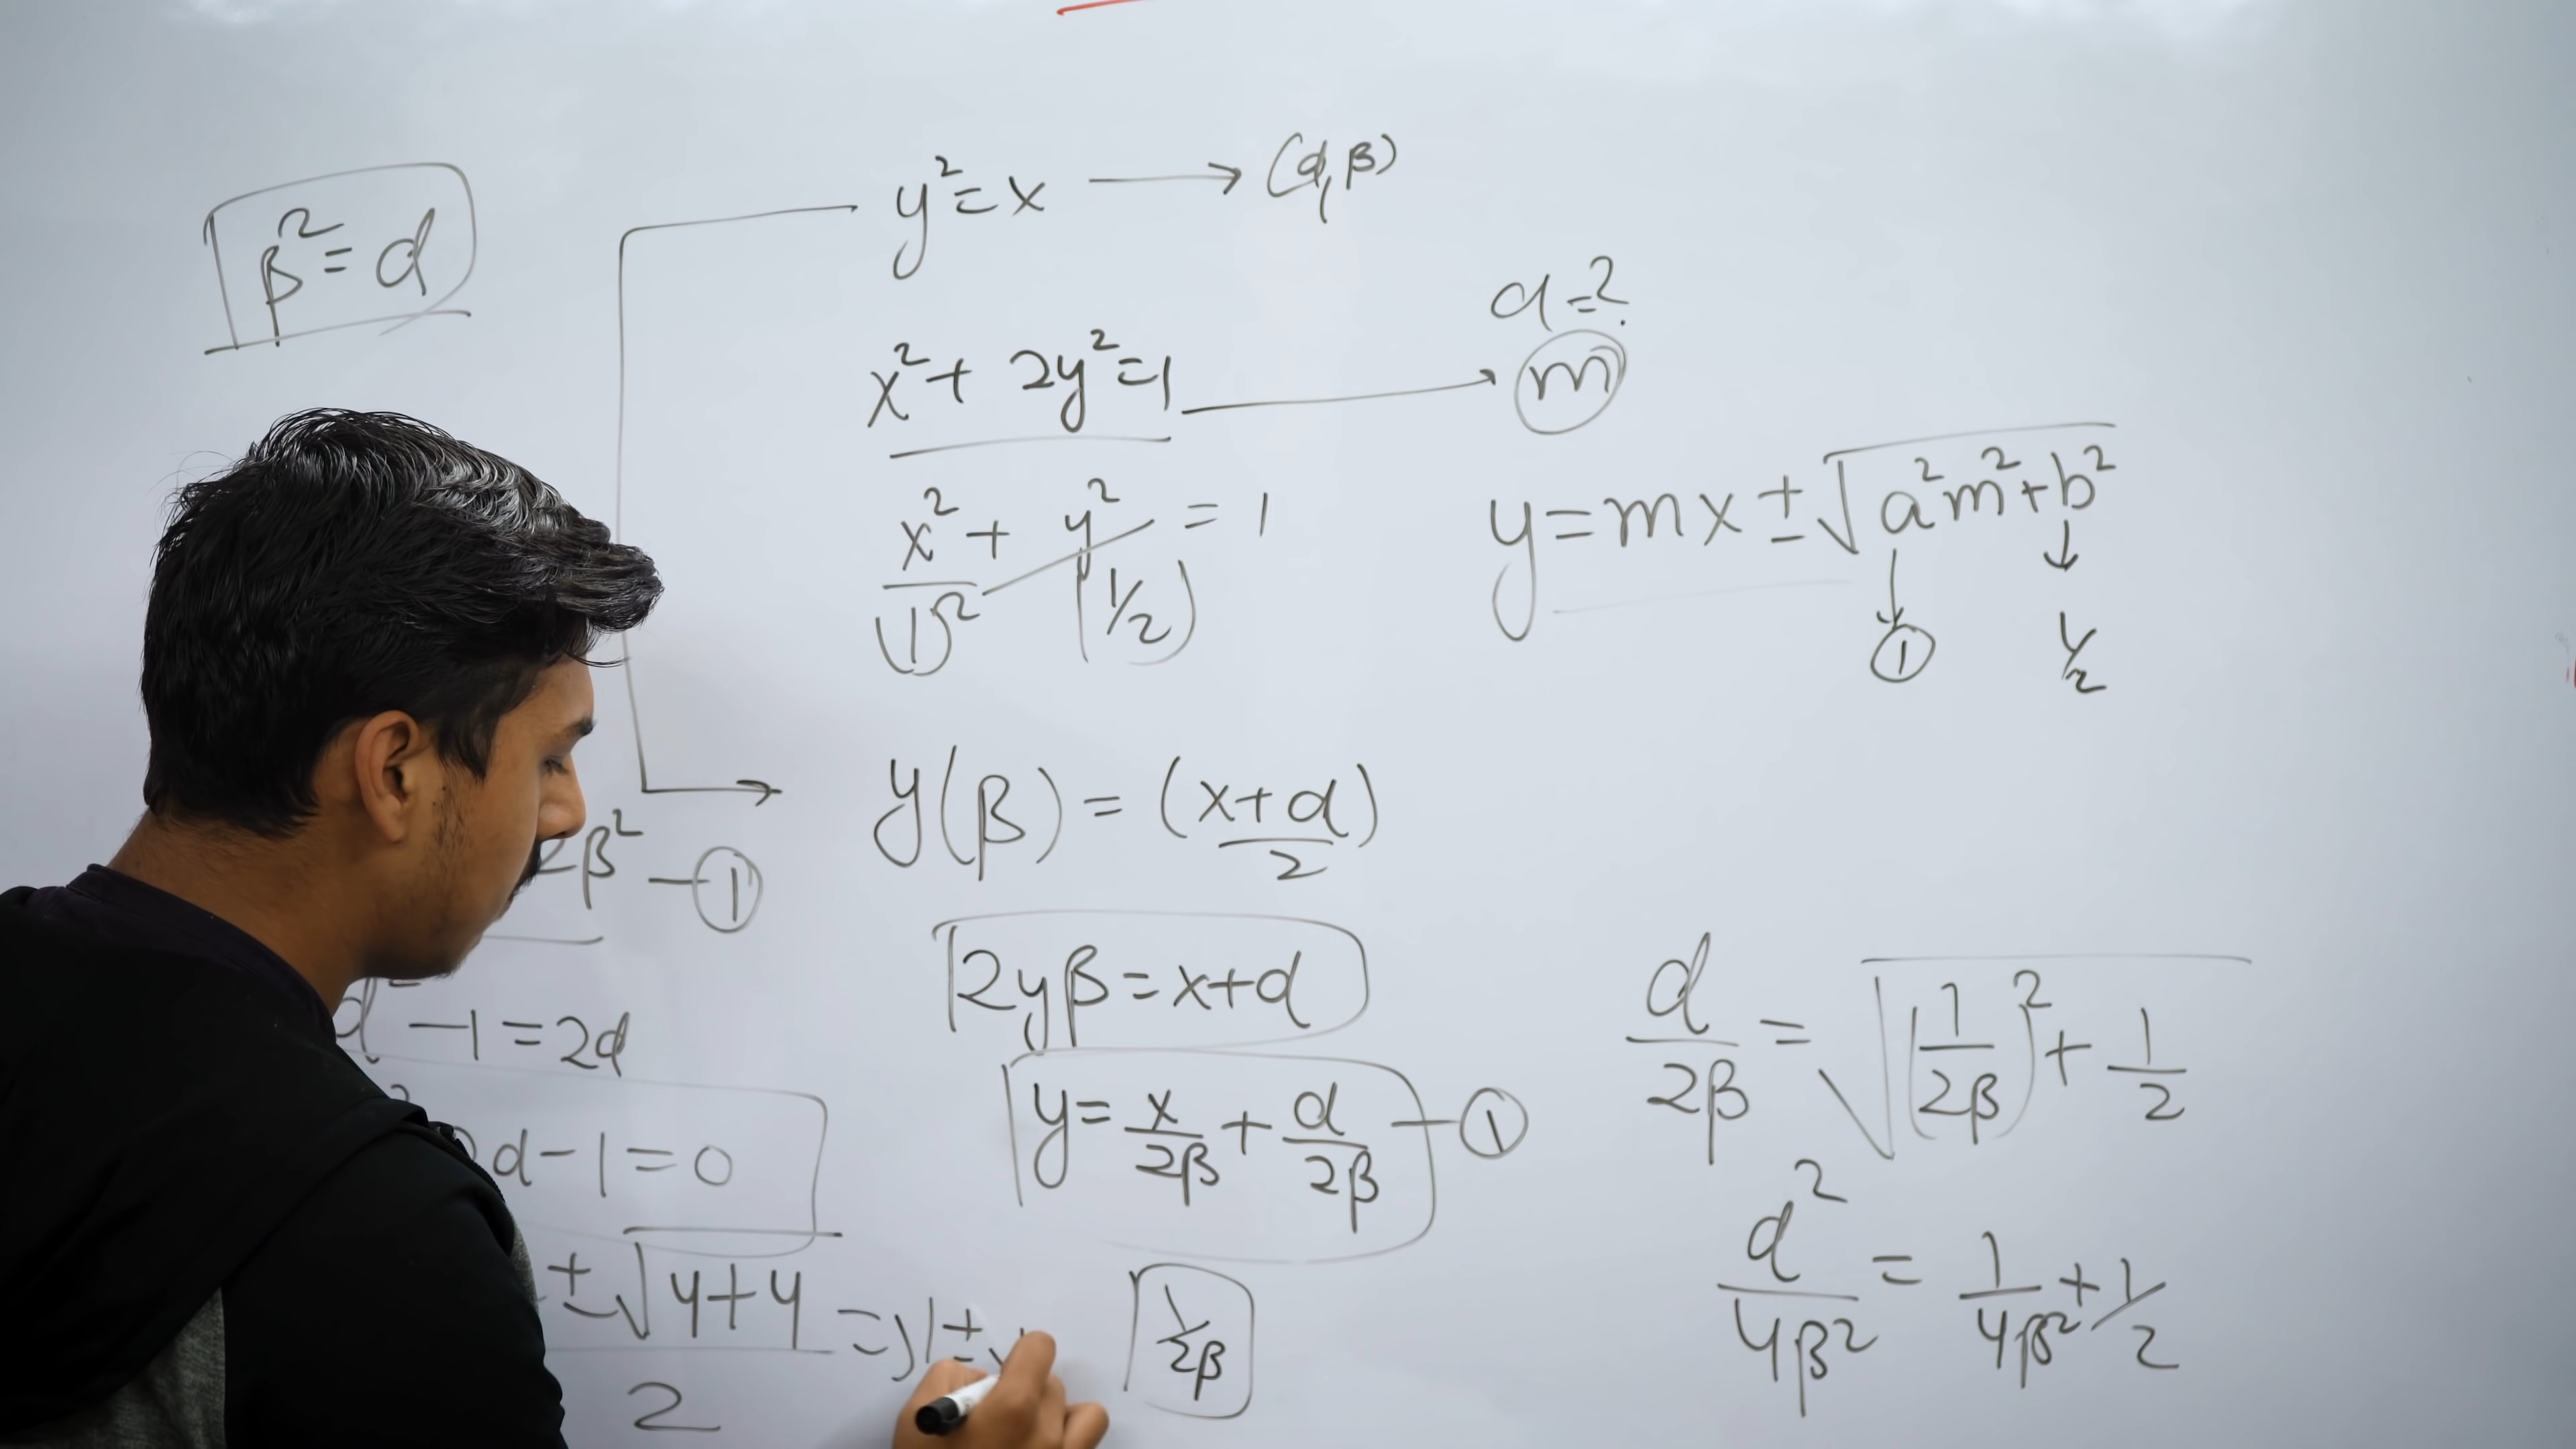 β² = α
y² = x → (α, β)
α = ?
x² + 2y² = 1 → m
x²/(1)² + y²/(1/2) = 1
y = mx ± √(a²m² + b²)
1
1/2
y(β) = (x + α)/2
2β² — ①
2yβ = x + α
α² − 1 = 2α
y = x/2β + α/2β — ①
α/2β = √((1/2β)² + 1/2)
α − 1 = 0
± √(4 + 4)/2 = 1 ±
1/2β
α²/4β² = 1/4β² + 1/2